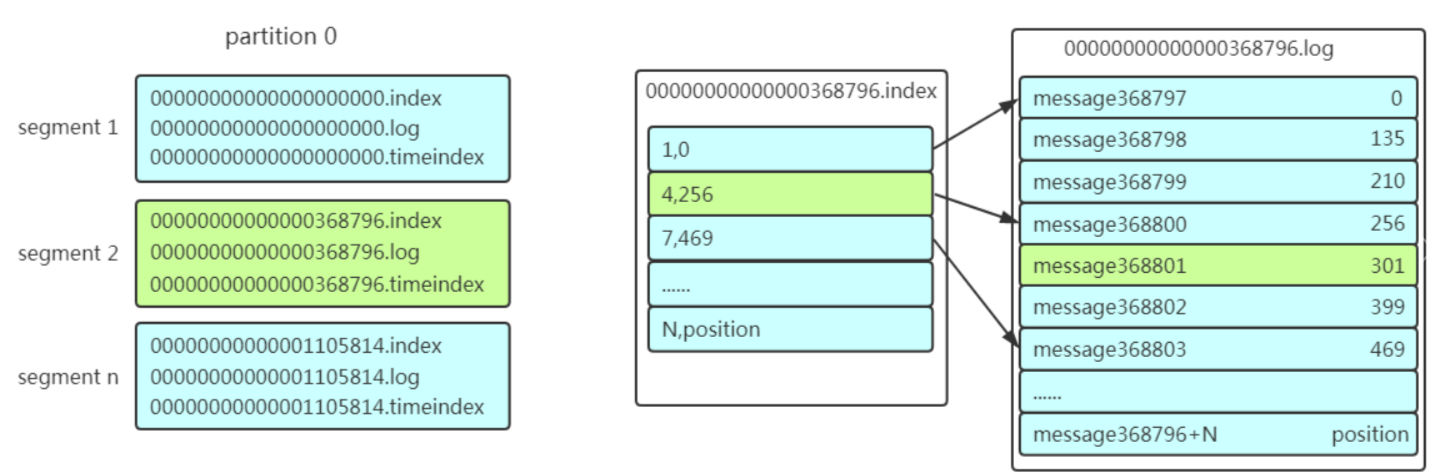 partition 0
segment 1
00000000000000000000.index
00000000000000000000.log
00000000000000000000.timeindex
segment 2
00000000000000368796.index
00000000000000368796.log
00000000000000368796.timeindex
segment n
00000000000001105814.index
00000000000001105814.log
00000000000001105814.timeindex
00000000000000368796.index
1,0
4,256
7,469
......
N,position
00000000000000368796.log
message368797 0
message368798 135
message368799 210
message368800 256
message368801 301
message368802 399
message368803 469
......
message368796+N position